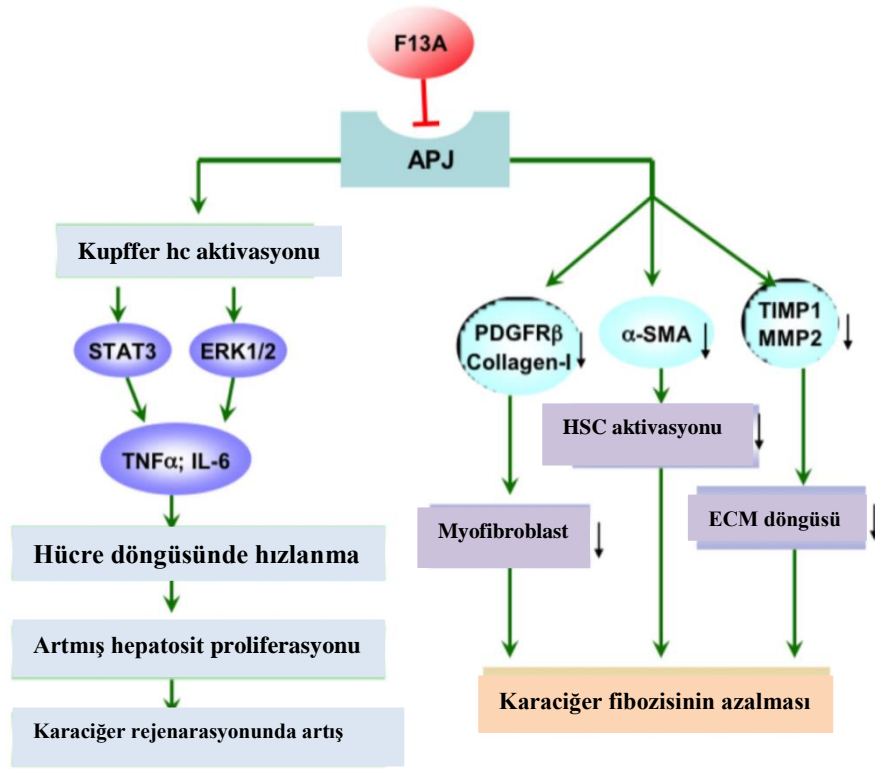 F13A
APJ
Kupffer hc aktivasyonu
STAT3
ERK1/2
TNFα; IL-6
Hücre döngüsünde hızlanma
Artmış hepatosit proliferasyonu
Karaciğer rejenarasyonunda artış
PDGFRβ
Collagen-I ↓
α-SMA ↓
TIMP1
MMP2 ↓
HSC aktivasyonu ↓
Myofibroblast ↓
ECM döngüsü ↓
Karaciğer fibozisinin azalması